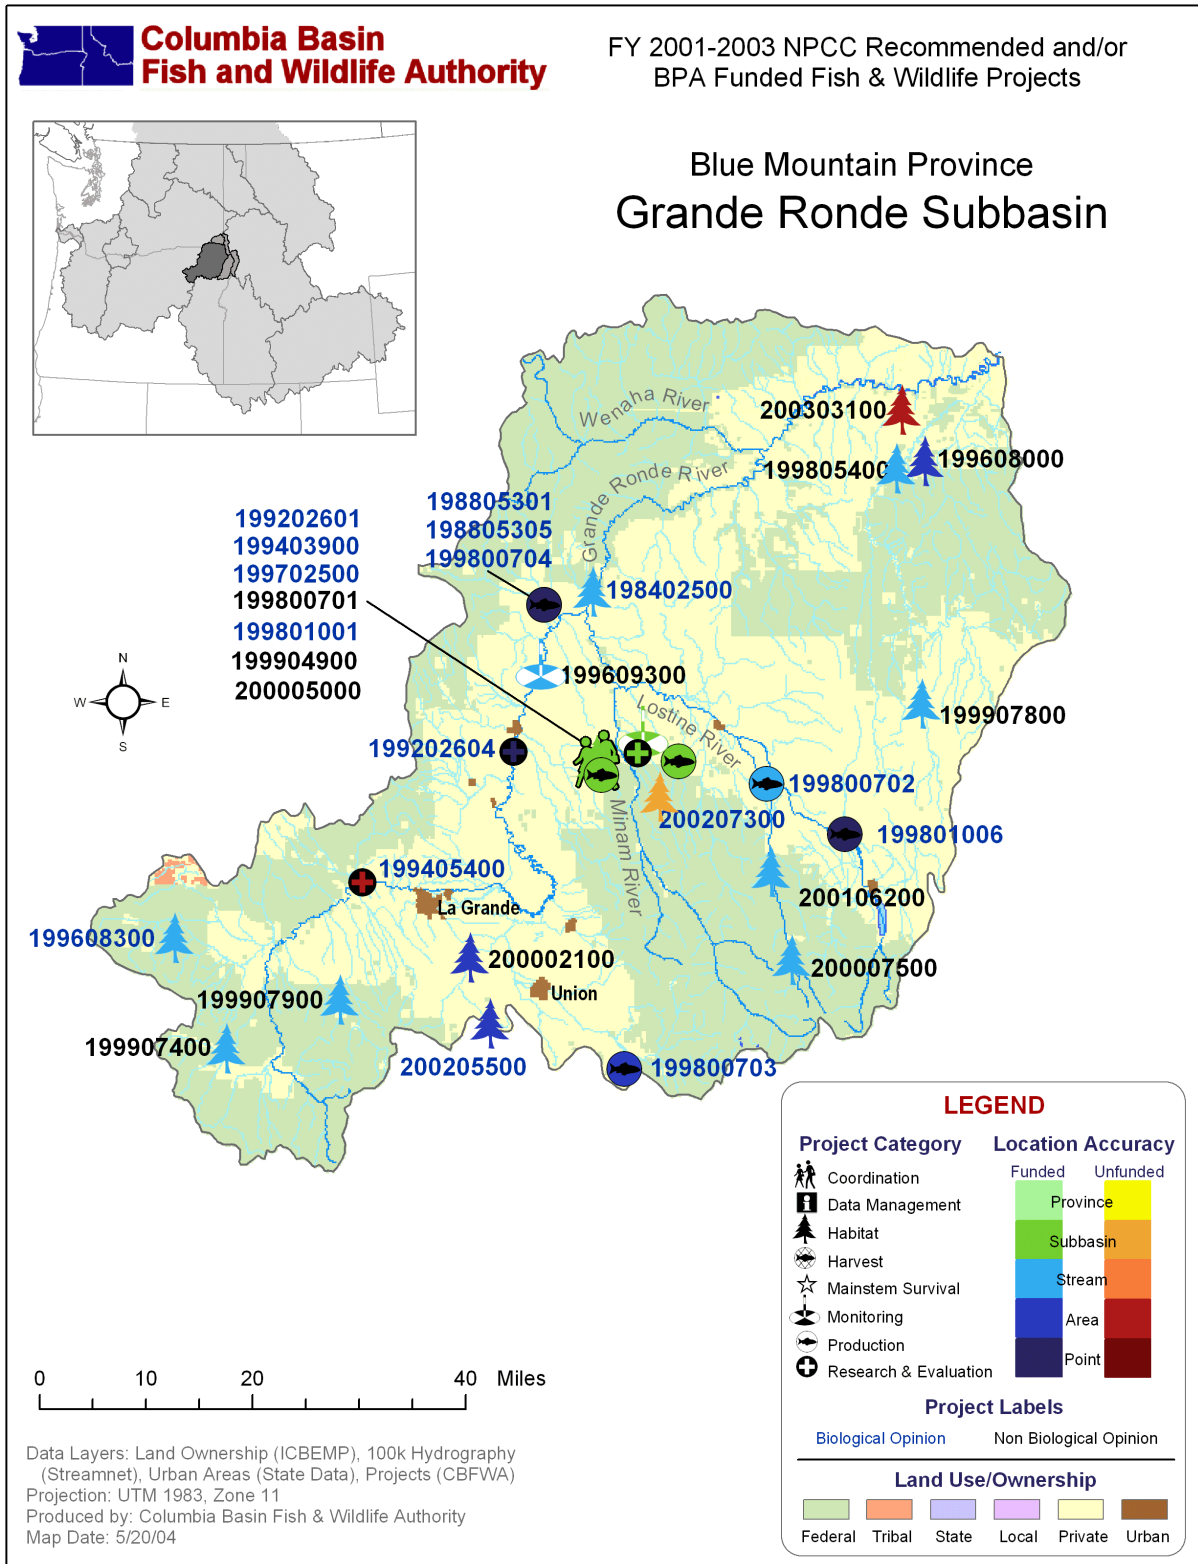 Columbia Basin
Fish and Wildlife Authority
FY 2001-2003 NPCC Recommended and/or
BPA Funded Fish & Wildlife Projects
Blue Mountain Province
Grande Ronde Subbasin
Wenaha River
200303100
Grande Ronde River
199805400
199608000
198805301
198805305
199800704
199202601
199403900
199702500
199800701
199801001
199904900
200005000
198402500
N
W
E
S
199609300
Lostine River
199907800
199202604
199800702
200207300
Minam River
199801006
199405400
La Grande
200106200
199608300
200002100
200007500
Union
199907900
199907400
200205500
199800703
LEGEND
Project Category
Coordination
Data Management
Habitat
Harvest
Mainstem Survival
Monitoring
Production
Research & Evaluation
Location Accuracy
Funded
Unfunded
Province
Subbasin
Stream
Area
Point
Project Labels
Biological Opinion
Non Biological Opinion
Land Use/Ownership
Federal
Tribal
State
Local
Private
Urban
0 10 20 40 Miles
Data Layers: Land Ownership (ICBEMP), 100k Hydrography
(Streamnet), Urban Areas (State Data), Projects (CBFWA)
Projection: UTM 1983, Zone 11
Produced by: Columbia Basin Fish & Wildlife Authority
Map Date: 5/20/04